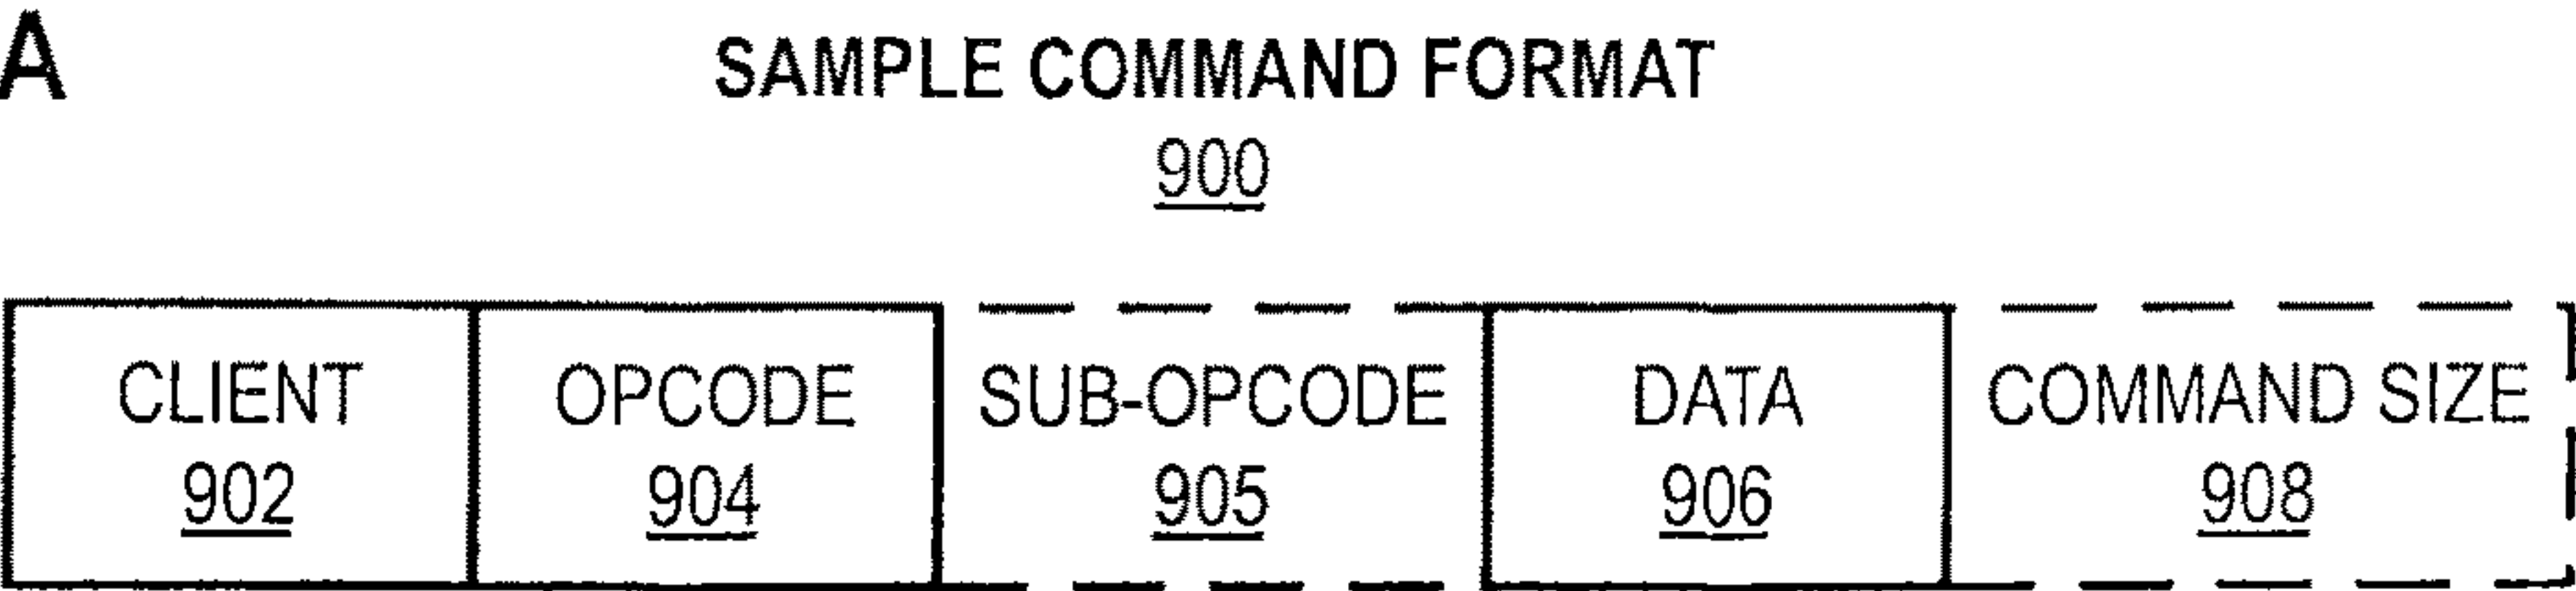 A
SAMPLE COMMAND FORMAT
900
CLIENT OPCODE SUB-OPCODE DATA COMMAND SIZE
902 904 905 906 908